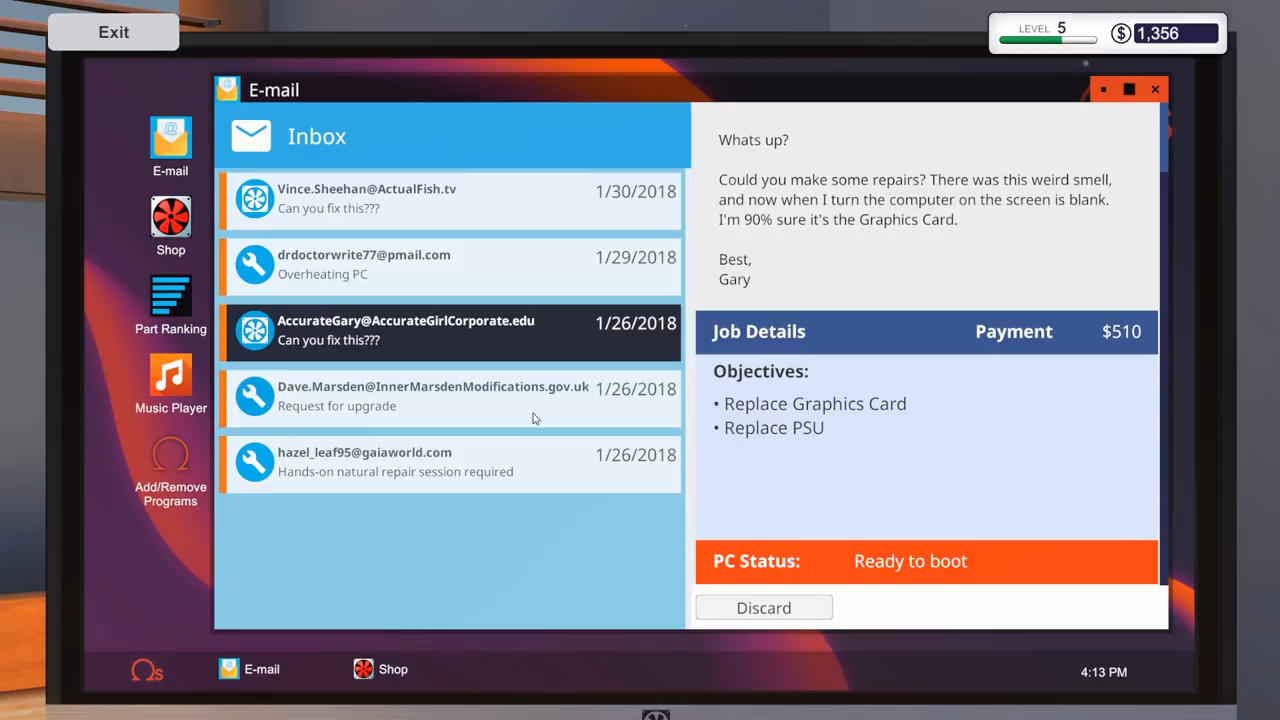 Exit
LEVEL 5
$ 1,356
E-mail
Inbox
Vince.Sheehan@ActualFish.tv
1/30/2018
Can you fix this???
drdoctorwrite77@pmail.com
1/29/2018
Overheating PC
AccurateGary@AccurateGirlCorporate.edu
1/26/2018
Can you fix this???
Dave.Marsden@InnerMarsdenModifications.gov.uk
1/26/2018
Request for upgrade
hazel_leaf95@gaiaworld.com
1/26/2018
Hands-on natural repair session required
Whats up?
Could you make some repairs? There was this weird smell,
and now when I turn the computer on the screen is blank.
I'm 90% sure it's the Graphics Card.
Best,
Gary
Job Details
Payment
$510
Objectives:
• Replace Graphics Card
• Replace PSU
PC Status:
Ready to boot
Discard
E-mail
Shop
Part Ranking
Music Player
Add/Remove
Programs
Ωs
E-mail
Shop
4:13 PM